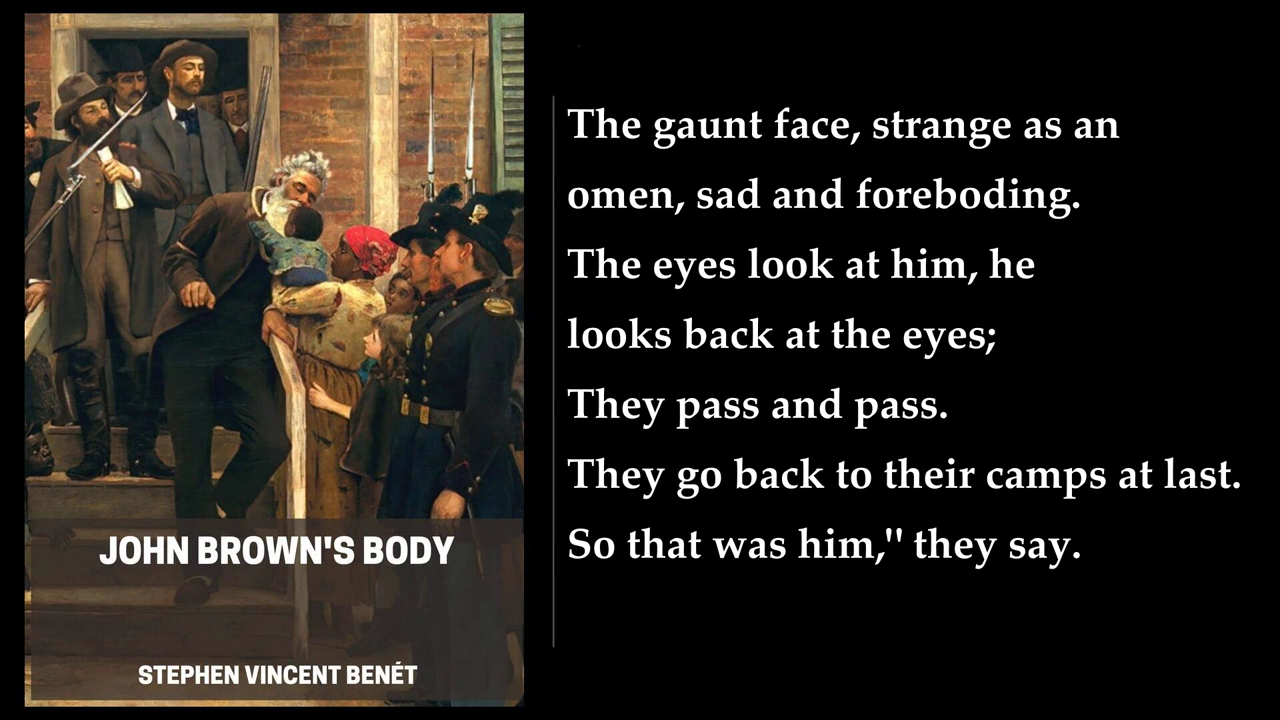 JOHN BROWN'S BODY
STEPHEN VINCENT BENÉT
The gaunt face, strange as an
omen, sad and foreboding.
The eyes look at him, he
looks back at the eyes;
They pass and pass.
They go back to their camps at last.
So that was him," they say.